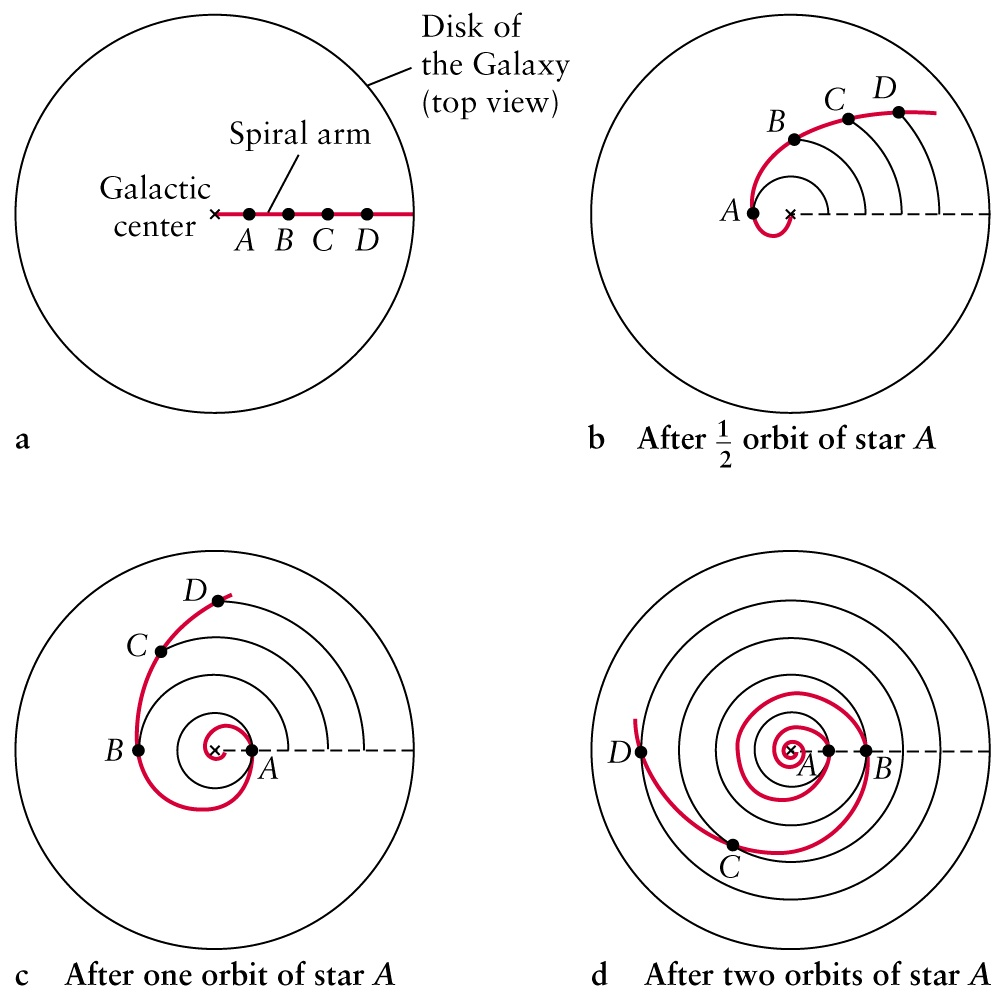 Disk of
the Galaxy
(top view)
Spiral arm
Galactic
center
A B C D
a
A
B
C
D
b After 1/2 orbit of star A
D
C
B
A
c After one orbit of star A
D
A
B
C
d After two orbits of star A